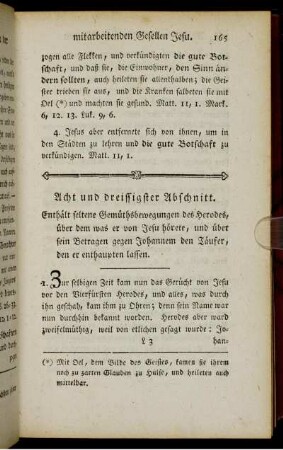 mitarbeitenden Gesellen Jesu. 165
zogen alle Flekken, und verkündigten die gute Bot-
schaft, und daß sie, die Einwohner, den Sinn än-
dern sollten, auch heileten sie allenthalben; die Gei-
ster trieben sie aus, und die Kranken salbeten sie mit
Oel (*) und machten sie gesund. Matt. 11, 1. Mark.
6, 12. 13. Luk. 9, 6.
4. Jesus aber entfernete sich von ihnen, um in
den Städten zu lehren und die gute Botschaft zu
verkündigen. Matt. 11, 1.
Acht und dreissigster Abschnitt.
Enthält seltene Gemüthsbewegungen des Herodes,
über dem was er von Jesu hörete, und über
sein Betragen gegen Johannem den Täufer,
den er enthaupten lassen.
1. Zur selbigen Zeit kam nun das Gerücht von Jesu
vor den Vierfürsten Herodes, und alles, was durch
ihn geschah, kam ihm zu Ohren; denn sein Name war
nun durchhin bekannt worden. Herodes aber ward
zweifelmüthig, weil von etlichen gesagt wurde: Jo-
L 3 han-
(*) Mit Oel, dem Bilde des Geistes, kamen sie ihrem
noch zu zarten Glauben zu Hülfe, und heileten auch
mittelbar.